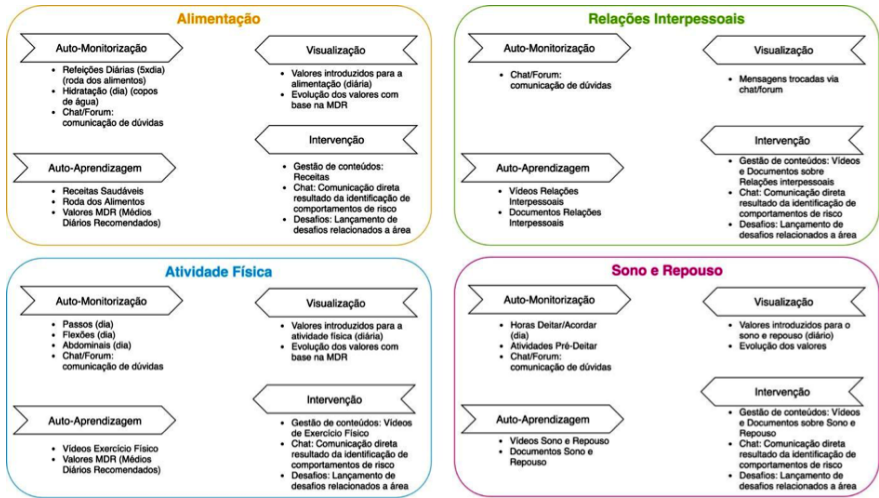 Alimentação
Auto-Monitorização
• Refeições Diárias (5xdia)
(roda dos alimentos)
• Hidratação (dia) (copos
de água)
• Chat/Forum:
comunicação de dúvidas
Visualização
• Valores introduzidos para a
alimentação (diária)
• Evolução dos valores com
base na MDR
Auto-Aprendizagem
• Receitas Saudáveis
• Roda dos Alimentos
• Valores MDR (Médios
Diários Recomendados)
Intervenção
• Gestão de conteúdos:
Receitas
• Chat: Comunicação direta
resultado da identificação de
comportamentos de risco
• Desafios: Lançamento de
desafios relacionados a área
Relações Interpessoais
Auto-Monitorização
• Chat/Forum:
comunicação de dúvidas
Visualização
• Mensagens trocadas via
chat/forum
Auto-Aprendizagem
• Vídeos Relações
Interpessoais
• Documentos Relações
Interpessoais
Intervenção
• Gestão de conteúdos: Vídeos
e Documentos sobre
Relações interpessoais
• Chat: Comunicação direta
resultado da identificação de
comportamentos de risco
• Desafios: Lançamento de
desafios relacionados a área
Atividade Física
Auto-Monitorização
• Passos (dia)
• Flexões (dia)
• Abdominais (dia)
• Chat/Forum:
comunicação de dúvidas
Visualização
• Valores introduzidos para a
atividade física (diária)
• Evolução dos valores com
base na MDR
Auto-Aprendizagem
• Vídeos Exercício Físico
• Valores MDR (Médios
Diários Recomendados)
Intervenção
• Gestão de conteúdos: Vídeos
de Exercício Físico
• Chat: Comunicação direta
resultado da identificação de
comportamentos de risco
• Desafios: Lançamento de
desafios relacionados a área
Sono e Repouso
Auto-Monitorização
• Horas Deitar/Acordar
(dia)
• Atividades Pré-Deitar
• Chat/Forum:
comunicação de dúvidas
Visualização
• Valores introduzidos para o
sono e repouso (diário)
• Evolução dos valores
Auto-Aprendizagem
• Vídeos Sono e Repouso
• Documentos Sono e
Repouso
Intervenção
• Gestão de conteúdos: Vídeos
e Documentos sobre Sono e
Repouso
• Chat: Comunicação direta
resultado da identificação de
comportamentos de risco
• Desafios: Lançamento de
desafios relacionados a área